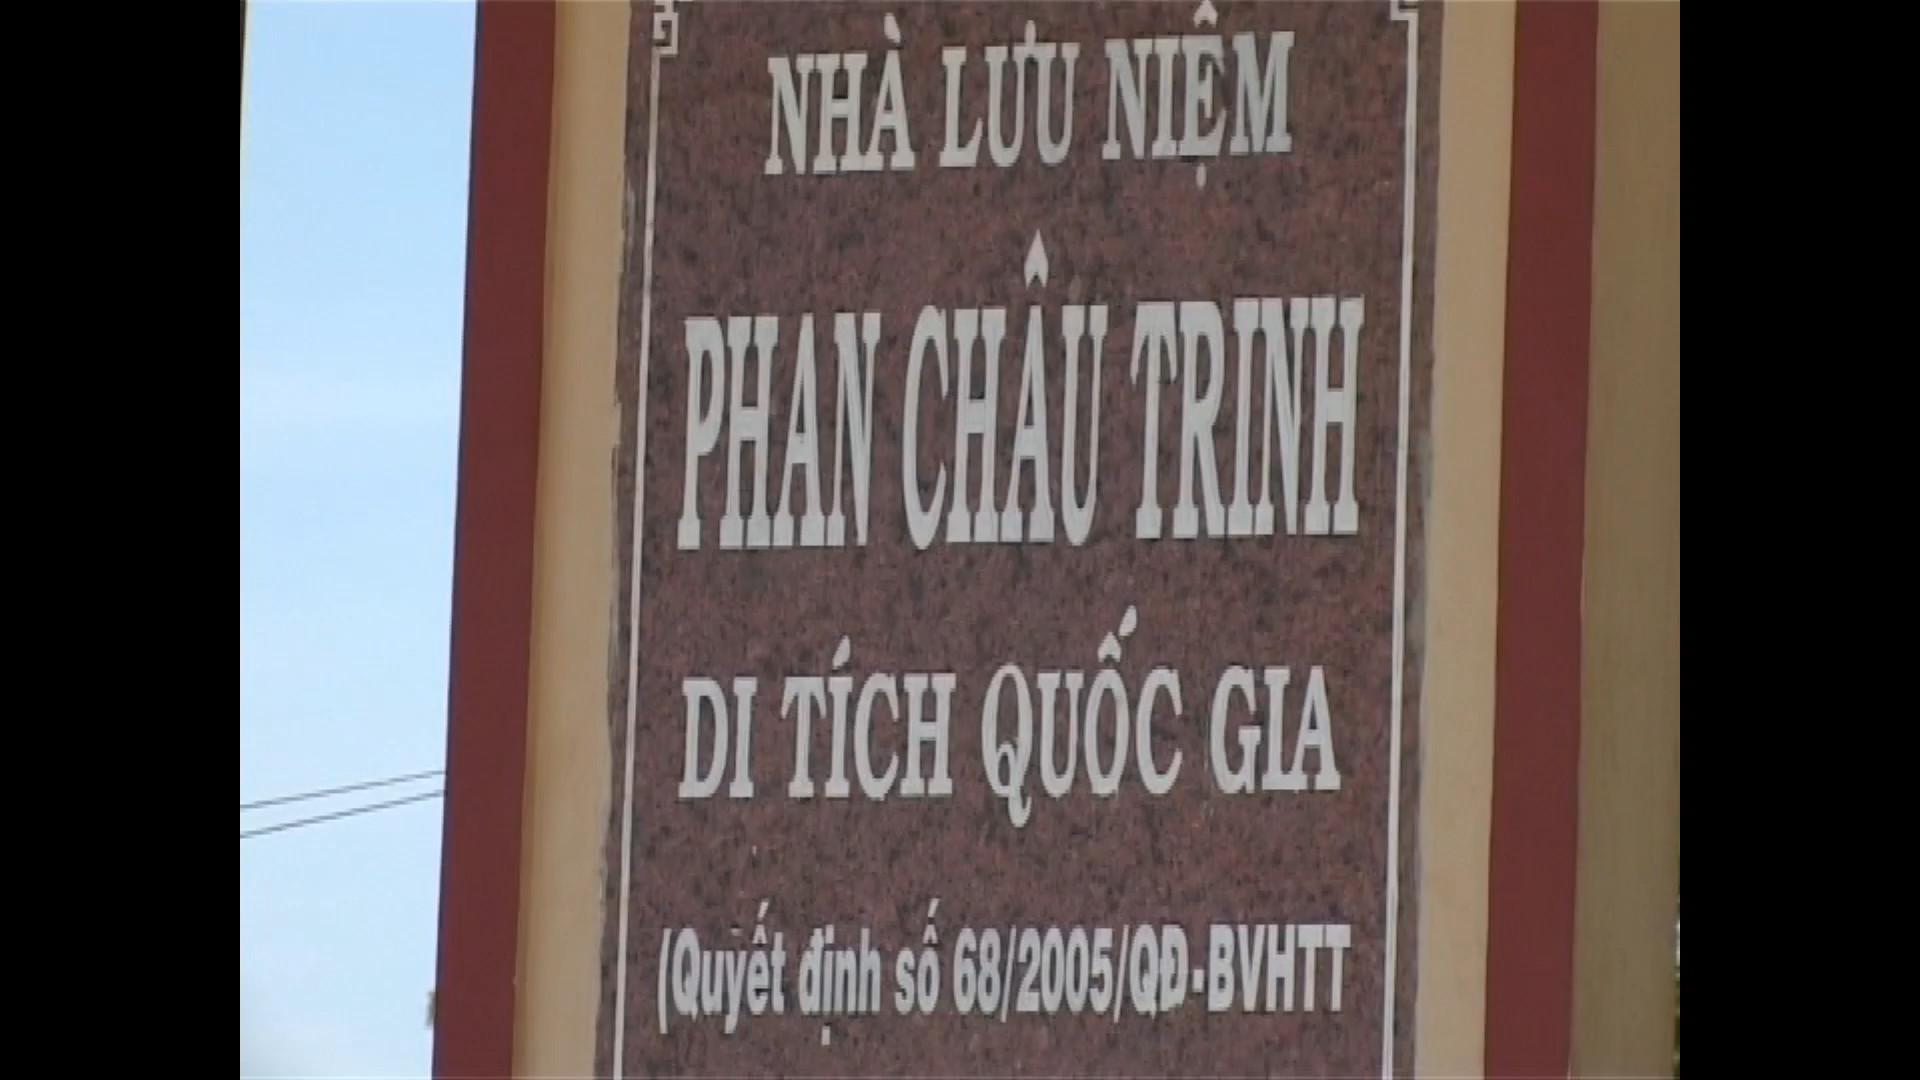 NHÀ LƯU NIỆM
PHAN CHÂU TRINH
DI TÍCH QUỐC GIA
(Quyết định số 68/2005/QĐ-BVHTT